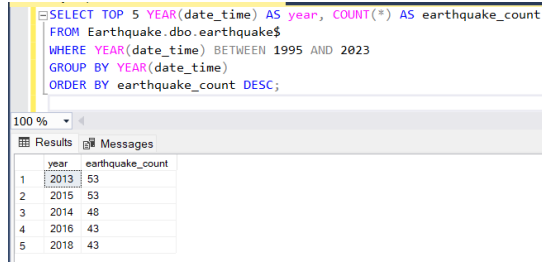 SELECT TOP 5 YEAR(date_time) AS year, COUNT(*) AS earthquake_count
FROM Earthquake.dbo.earthquake$
WHERE YEAR(date_time) BETWEEN 1995 AND 2023
GROUP BY YEAR(date_time)
ORDER BY earthquake_count DESC;
100 %
Results Messages
year earthquake_count
1 2013 53
2 2015 53
3 2014 48
4 2016 43
5 2018 43